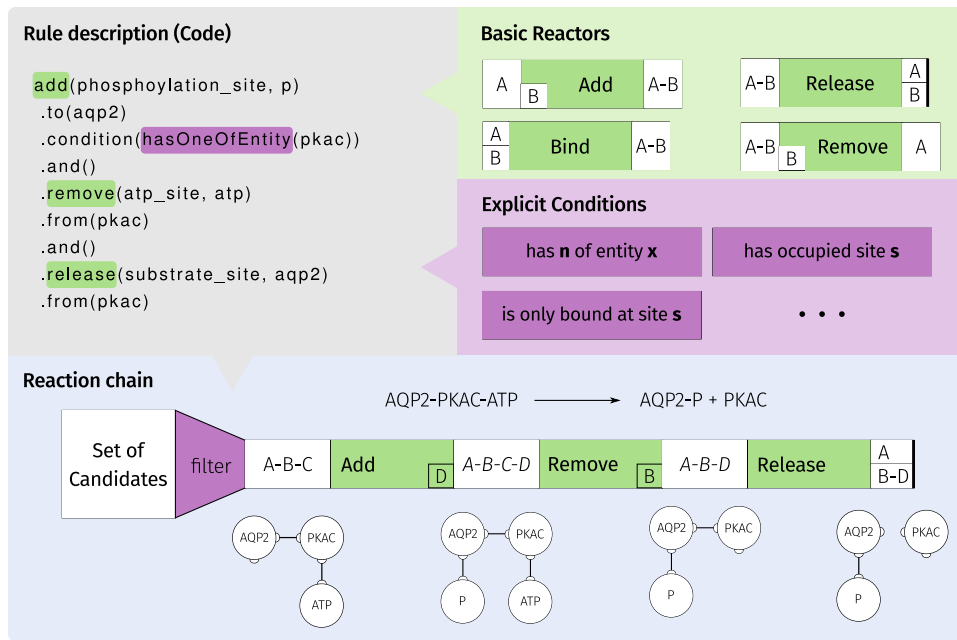 Rule description (Code)
add(phosphoylation_site, p)
.to(aqp2)
.condition(hasOneOfEntity(pkac))
.and()
.remove(atp_site, atp)
.from(pkac)
.and()
.release(substrate_site, aqp2)
.from(pkac)
Basic Reactors
A
B
Add
A-B
A-B
Release
A
B
A
B
Bind
A-B
A-B
B
Remove
A
Explicit Conditions
has n of entity x
has occupied site s
is only bound at site s
• • •
Reaction chain
AQP2-PKAC-ATP
AQP2-P + PKAC
Set of
Candidates
filter
A-B-C
Add
D
A-B-C-D
Remove
B
A-B-D
Release
A
B-D
AQP2
PKAC
ATP
AQP2
PKAC
P
ATP
AQP2
PKAC
P
AQP2
PKAC
P